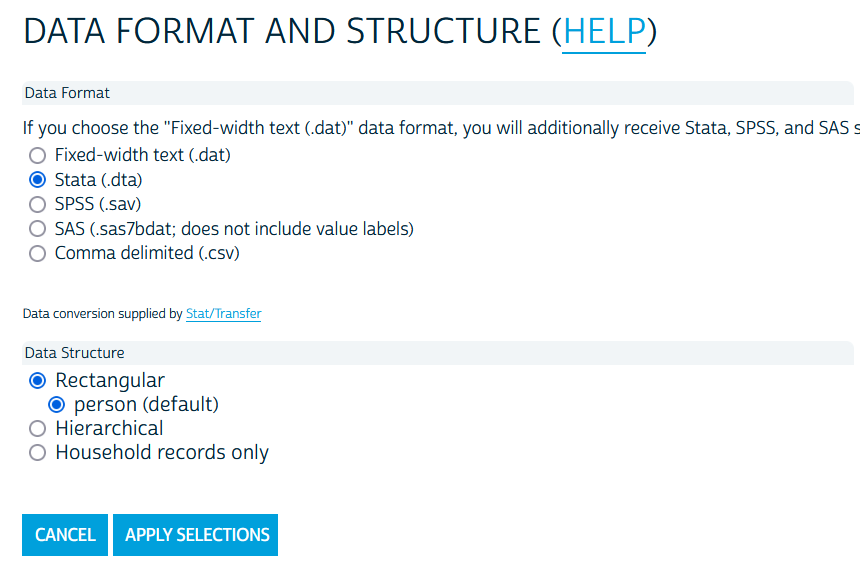 DATA FORMAT AND STRUCTURE (HELP)
Data Format
If you choose the "Fixed-width text (.dat)" data format, you will additionally receive Stata, SPSS, and SAS s
Fixed-width text (.dat)
Stata (.dta)
SPSS (.sav)
SAS (.sas7bdat; does not include value labels)
Comma delimited (.csv)
Data conversion supplied by Stat/Transfer
Data Structure
Rectangular
person (default)
Hierarchical
Household records only
CANCEL APPLY SELECTIONS